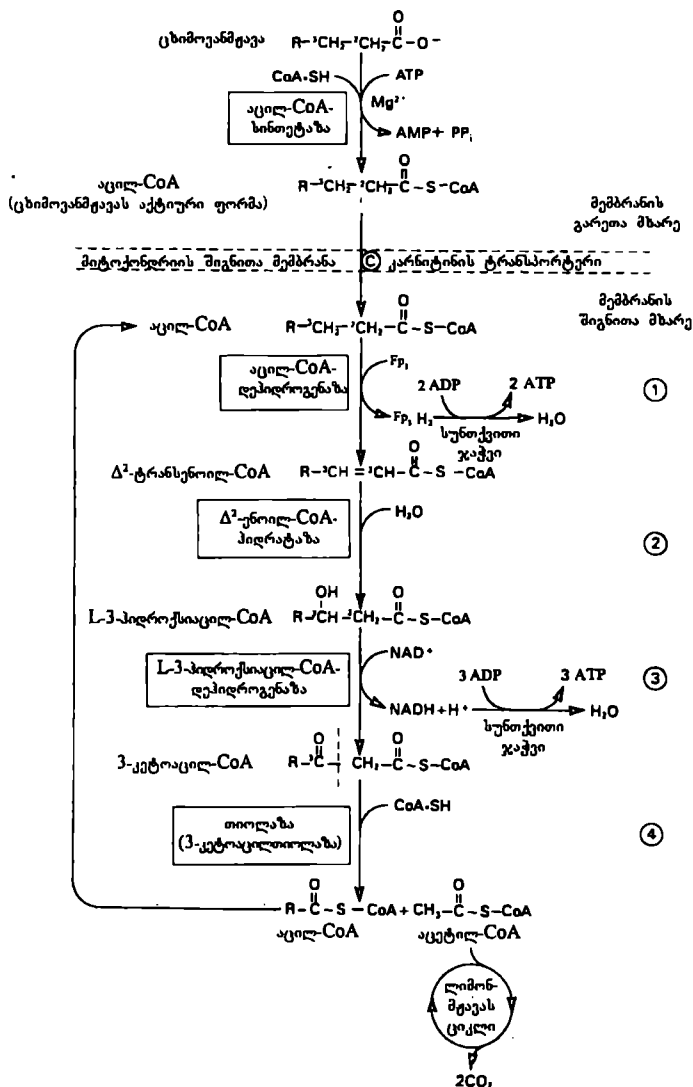 ცხიმოვანმჟავა R-³CH₂-²CH₂-C-O⁻
O
CoA•SH ATP
Mg²⁺
აცილ-CoA-
სინთეტაზა
AMP + PPᵢ
აცილ-CoA
(ცხიმოვანმჟავას აქტიური ფორმა)
O
R-³CH₂-²CH₂-C~S-CoA
მემბრანის
გარეთა მხარე
მიტოქონდრიის შიგნითა მემბრანა C კარნიტინის ტრანსპორტერი
მემბრანის
შიგნითა მხარე
O
აცილ-CoA R-³CH₂-²CH₂-C~S-CoA
აცილ-CoA-
დეჰიდროგენაზა
Fp₁
Fp₁ H₂
2 ADP 2 ATP
H₂O
სუნთქვითი
ჯაჭვი
1
O
Δ²-ტრანსენოილ-CoA R-³CH=²CH-C~S-CoA
Δ²-ენოილ-CoA-
ჰიდრატაზა
H₂O
2
OH O
L-3-ჰიდროქსიაცილ-CoA R-³CH-²CH₂-C~S-CoA
L-3-ჰიდროქსიაცილ-CoA-
დეჰიდროგენაზა
NAD⁺
NADH+H⁺
3 ADP 3 ATP
H₂O
სუნთქვითი
ჯაჭვი
3
O O
3-კეტოაცილ-CoA R-³C-CH₂-C~S-CoA
თიოლაზა
(3-კეტოაცილთიოლაზა)
CoA•SH
4
O O
R-C~S-CoA + CH₃-C~S-CoA
აცილ-CoA აცეტილ-CoA
ლიმონ-
მჟავას
ციკლი
2CO₂